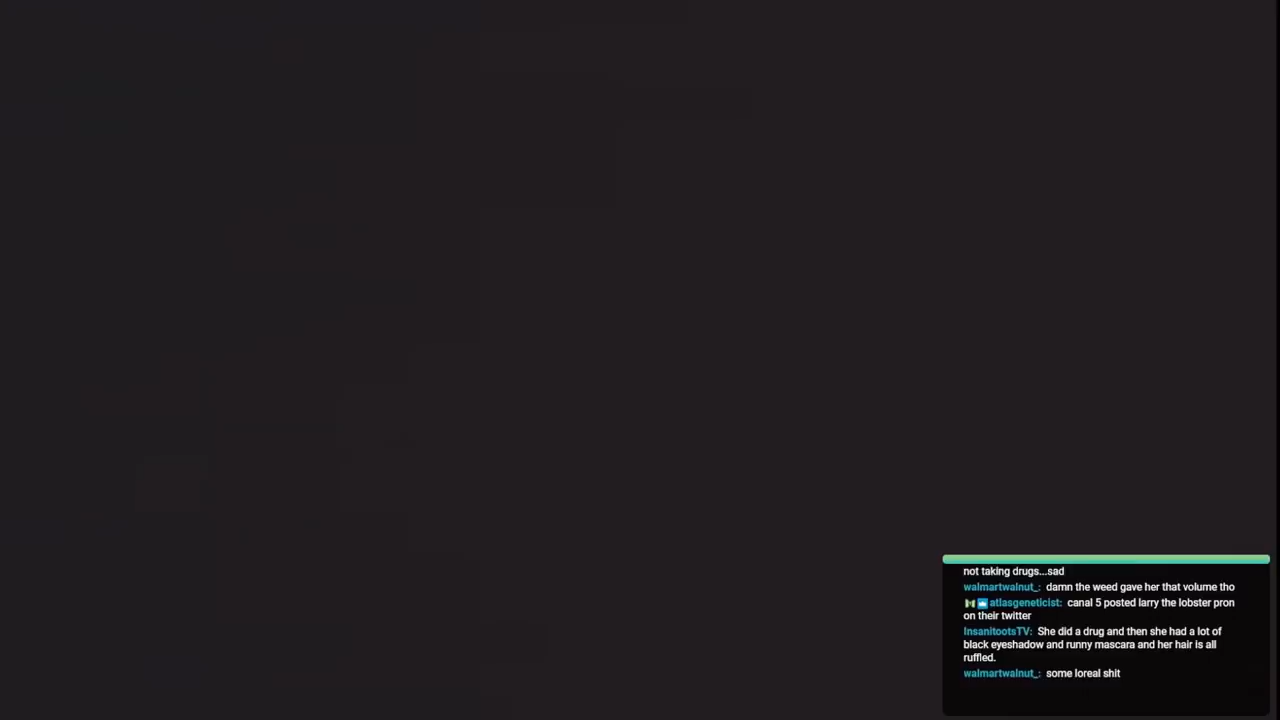 not taking drugs...sad
walmartwalnut_: damn the weed gave her that volume tho
atlasgeneticist: canal 5 posted larry the lobster pron
on their twitter
InsanitootsTV: She did a drug and then she had a lot of
black eyeshadow and runny mascara and her hair is all
ruffled.
walmartwalnut_: some loreal shit